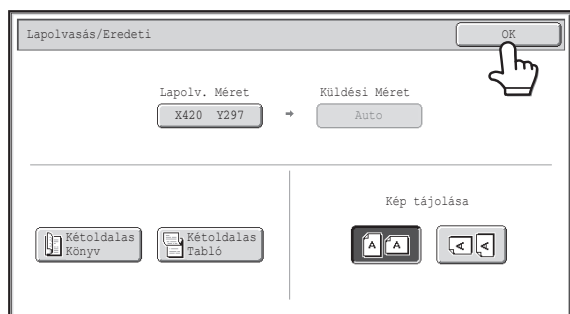 Lapolvasás/Eredeti
OK
Lapolv. Méret
Küldési Méret
X420 Y297
Auto
Kép tájolása
Kétoldalas
Könyv
Kétoldalas
Tabló
A A
A A